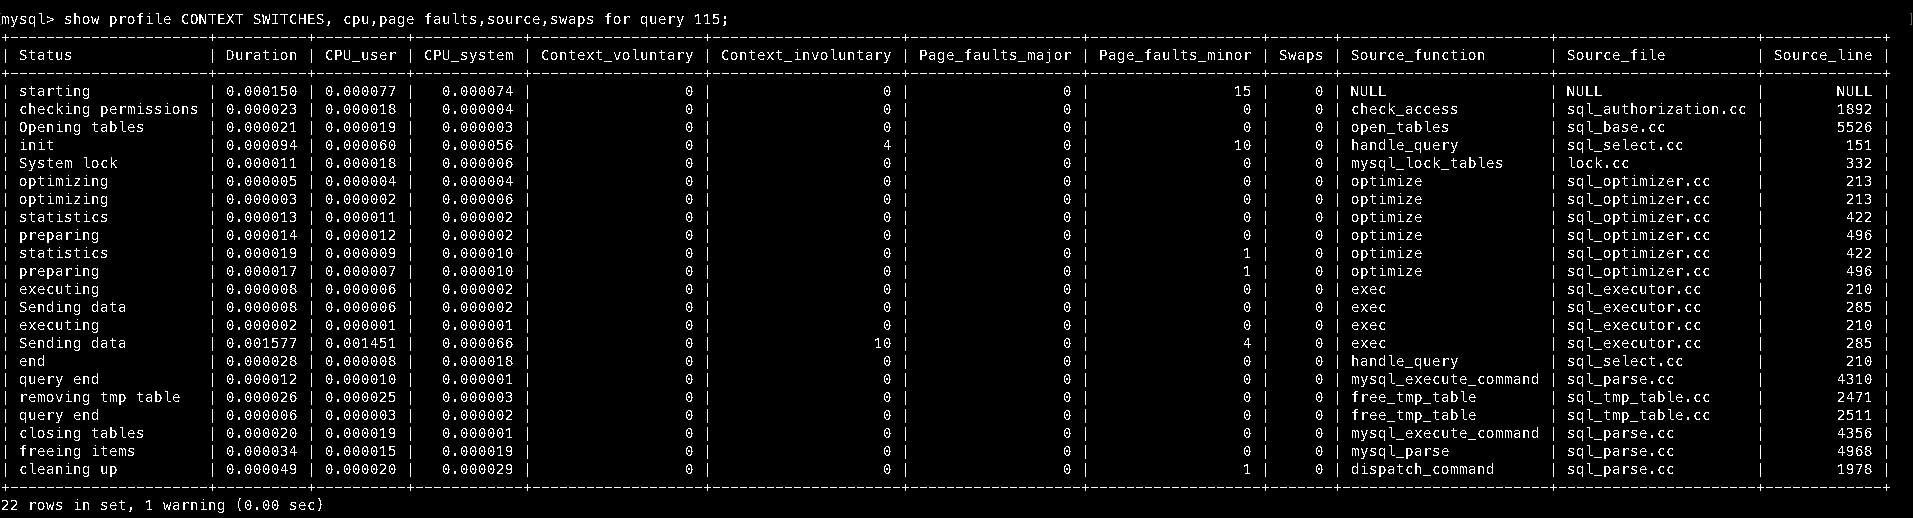 mysql> show profile CONTEXT SWITCHES, cpu,page faults,source,swaps for query 115;
+----------------------+----------+----------+------------+-------------------+---------------------+-------------------+-------------------+-------+-----------------------+----------------------+-------------+
| Status               | Duration | CPU_user | CPU_system | Context_voluntary | Context_involuntary | Page_faults_major | Page_faults_minor | Swaps | Source_function       | Source_file          | Source_line |
+----------------------+----------+----------+------------+-------------------+---------------------+-------------------+-------------------+-------+-----------------------+----------------------+-------------+
| starting             | 0.000150 | 0.000077 |   0.000074 |                 0 |                   0 |                 0 |                15 |     0 | NULL                  | NULL                 |        NULL |
| checking permissions | 0.000023 | 0.000018 |   0.000004 |                 0 |                   0 |                 0 |                 0 |     0 | check_access          | sql_authorization.cc |        1892 |
| Opening tables       | 0.000021 | 0.000019 |   0.000003 |                 0 |                   0 |                 0 |                 0 |     0 | open_tables           | sql_base.cc          |        5526 |
| init                 | 0.000094 | 0.000060 |   0.000056 |                 0 |                   4 |                 0 |                10 |     0 | handle_query          | sql_select.cc        |         151 |
| System lock          | 0.000011 | 0.000018 |   0.000006 |                 0 |                   0 |                 0 |                 0 |     0 | mysql_lock_tables     | lock.cc              |         332 |
| optimizing           | 0.000005 | 0.000004 |   0.000004 |                 0 |                   0 |                 0 |                 0 |     0 | optimize              | sql_optimizer.cc     |         213 |
| optimizing           | 0.000003 | 0.000002 |   0.000006 |                 0 |                   0 |                 0 |                 0 |     0 | optimize              | sql_optimizer.cc     |         213 |
| statistics           | 0.000013 | 0.000011 |   0.000002 |                 0 |                   0 |                 0 |                 0 |     0 | optimize              | sql_optimizer.cc     |         422 |
| preparing            | 0.000014 | 0.000012 |   0.000002 |                 0 |                   0 |                 0 |                 0 |     0 | optimize              | sql_optimizer.cc     |         496 |
| statistics           | 0.000019 | 0.000009 |   0.000010 |                 0 |                   0 |                 0 |                 1 |     0 | optimize              | sql_optimizer.cc     |         422 |
| preparing            | 0.000017 | 0.000007 |   0.000010 |                 0 |                   0 |                 0 |                 1 |     0 | optimize              | sql_optimizer.cc     |         496 |
| executing            | 0.000008 | 0.000006 |   0.000002 |                 0 |                   0 |                 0 |                 0 |     0 | exec                  | sql_executor.cc      |         210 |
| Sending data         | 0.000008 | 0.000006 |   0.000002 |                 0 |                   0 |                 0 |                 0 |     0 | exec                  | sql_executor.cc      |         285 |
| executing            | 0.000002 | 0.000001 |   0.000001 |                 0 |                   0 |                 0 |                 0 |     0 | exec                  | sql_executor.cc      |         210 |
| Sending data         | 0.001577 | 0.001451 |   0.000066 |                 0 |                  10 |                 0 |                 4 |     0 | exec                  | sql_executor.cc      |         285 |
| end                  | 0.000028 | 0.000008 |   0.000018 |                 0 |                   0 |                 0 |                 0 |     0 | handle_query          | sql_select.cc        |         210 |
| query end            | 0.000012 | 0.000010 |   0.000001 |                 0 |                   0 |                 0 |                 0 |     0 | mysql_execute_command | sql_parse.cc         |        4310 |
| removing tmp table   | 0.000026 | 0.000025 |   0.000003 |                 0 |                   0 |                 0 |                 0 |     0 | free_tmp_table        | sql_tmp_table.cc     |        2471 |
| query end            | 0.000006 | 0.000003 |   0.000002 |                 0 |                   0 |                 0 |                 0 |     0 | free_tmp_table        | sql_tmp_table.cc     |        2511 |
| closing tables       | 0.000020 | 0.000019 |   0.000001 |                 0 |                   0 |                 0 |                 0 |     0 | mysql_execute_command | sql_parse.cc         |        4356 |
| freeing items        | 0.000034 | 0.000015 |   0.000019 |                 0 |                   0 |                 0 |                 0 |     0 | mysql_parse           | sql_parse.cc         |        4968 |
| cleaning up          | 0.000049 | 0.000020 |   0.000029 |                 0 |                   0 |                 0 |                 1 |     0 | dispatch_command      | sql_parse.cc         |        1978 |
+----------------------+----------+----------+------------+-------------------+---------------------+-------------------+-------------------+-------+-----------------------+----------------------+-------------+
22 rows in set, 1 warning (0.00 sec)